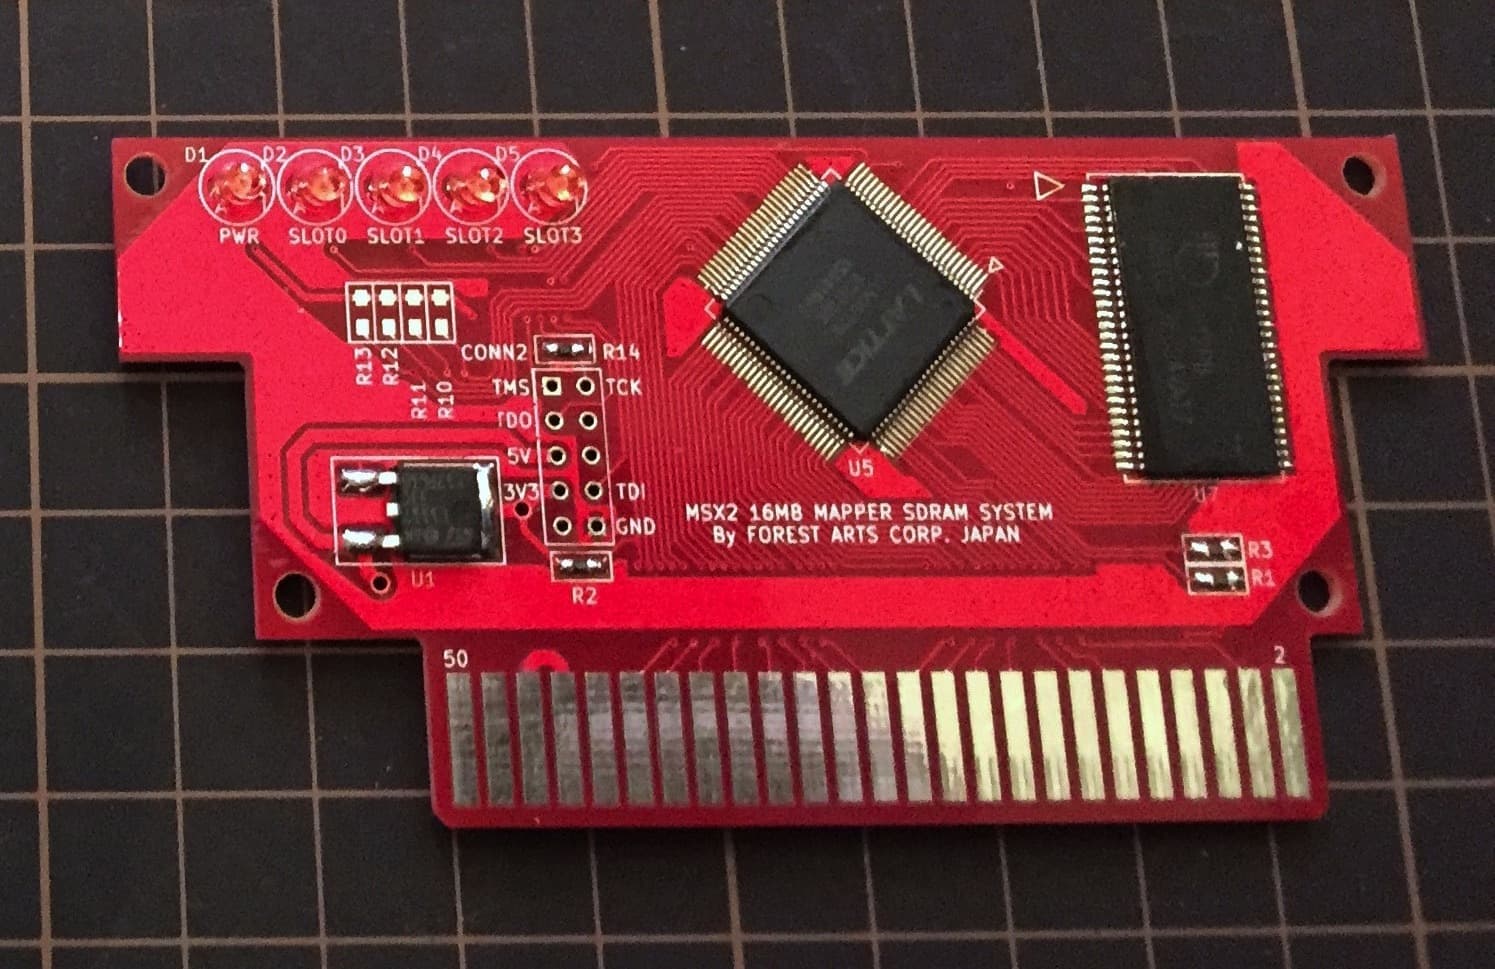 D1 D2 D3 D4 D5
PWR SLOT0 SLOT1 SLOT2 SLOT3
R13 R12 R11 R10
CONN2 R14
TMS TCK
TDO
5V
3V3 TDI
GND
U1
R2
LATTICE
U5
U7
MSX2 16MB MAPPER SDRAM SYSTEM
By FOREST ARTS CORP. JAPAN
R3
R1
50 2